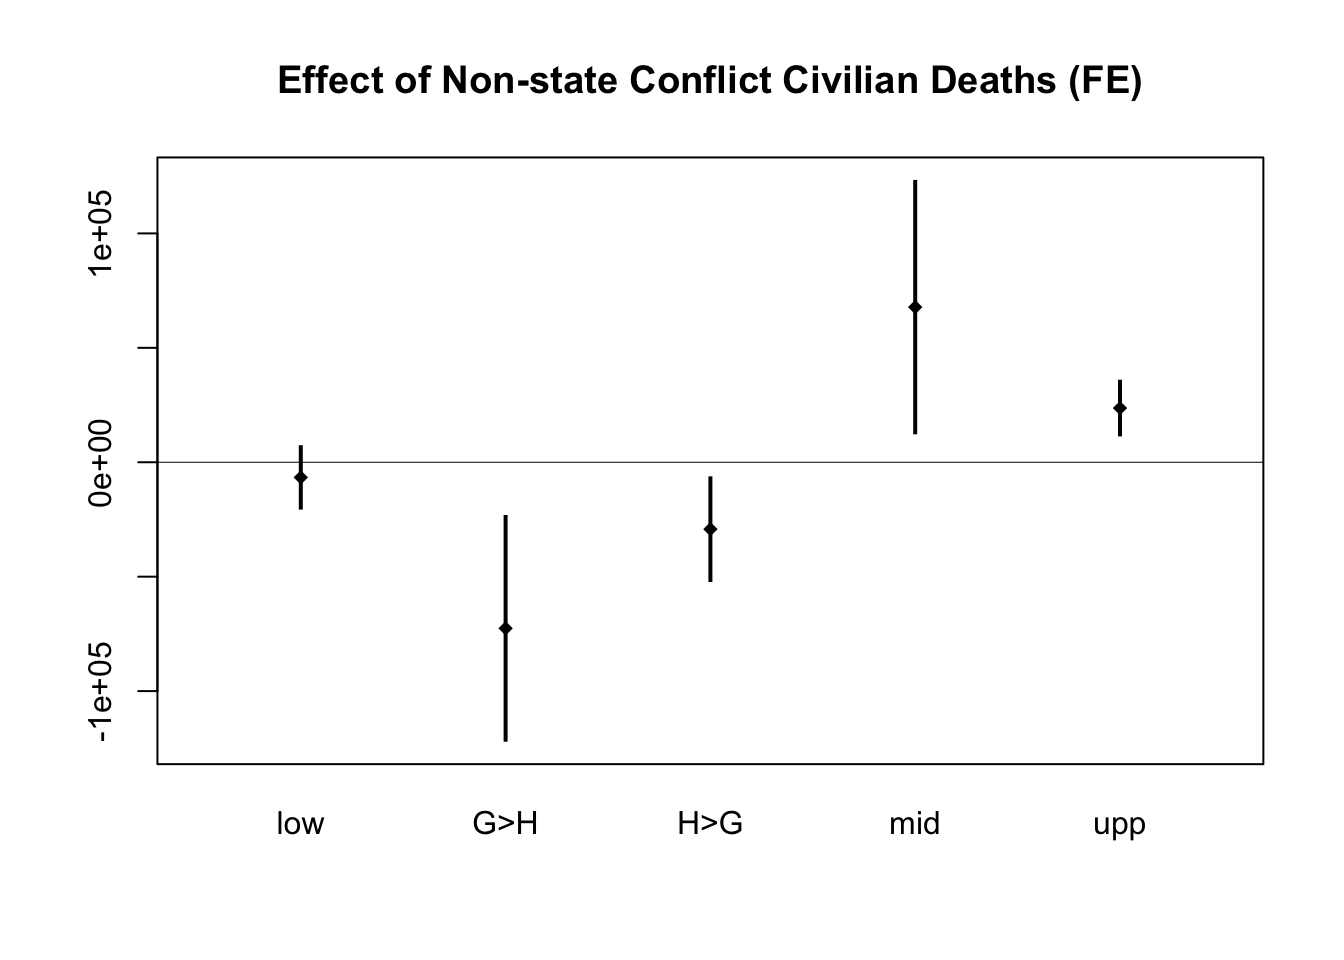 Effect of Non-state Conflict Civilian Deaths (FE)
1e+05
0e+00
-1e+05
low G>H H>G mid upp